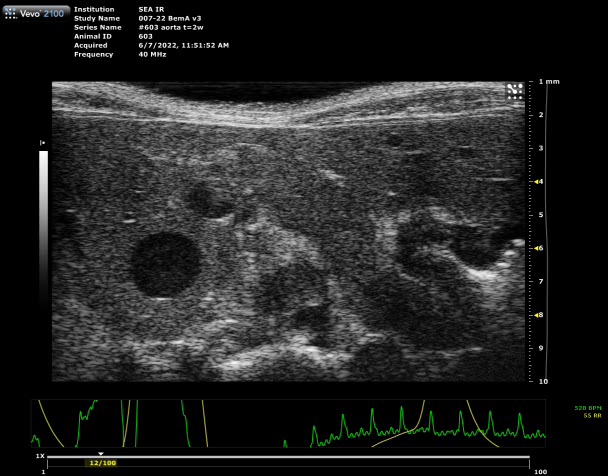 Vevo 2100
Institution SEA IR
Study Name 007-22 BemA v3
Series Name #603 aorta t=2w
Animal ID 603
Acquired 6/7/2022, 11:51:52 AM
Frequency 40 MHz
1 mm
2
3
4
5
6
7
8
9
10
528 BPM
55 RR
1X
12/100
1
100